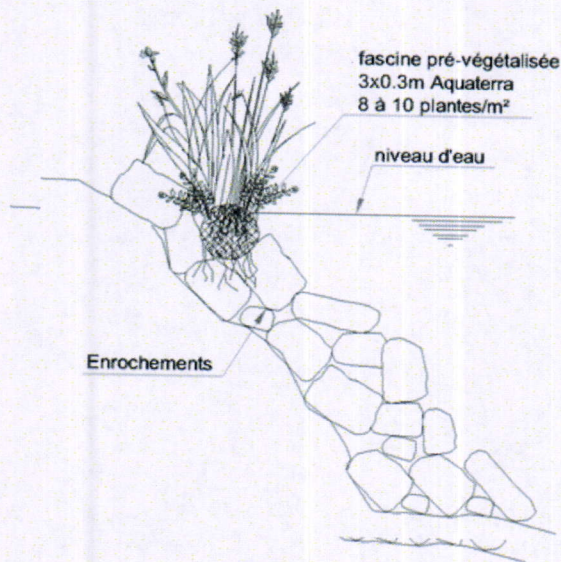 fascine pré-végétalisée
3x0.3m Aquaterra
8 à 10 plantes/m²
niveau d'eau
Enrochements